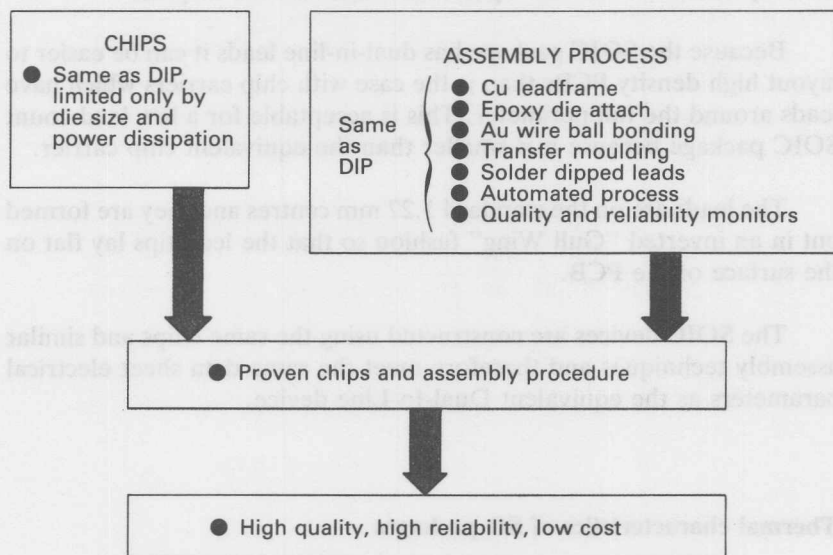 CHIPS
● Same as DIP,
limited only by
die size and
power dissipation
ASSEMBLY PROCESS
Same
as
DIP
● Cu leadframe
● Epoxy die attach
● Au wire ball bonding
● Transfer moulding
● Solder dipped leads
● Automated process
● Quality and reliability monitors
● Proven chips and assembly procedure
● High quality, high reliability, low cost